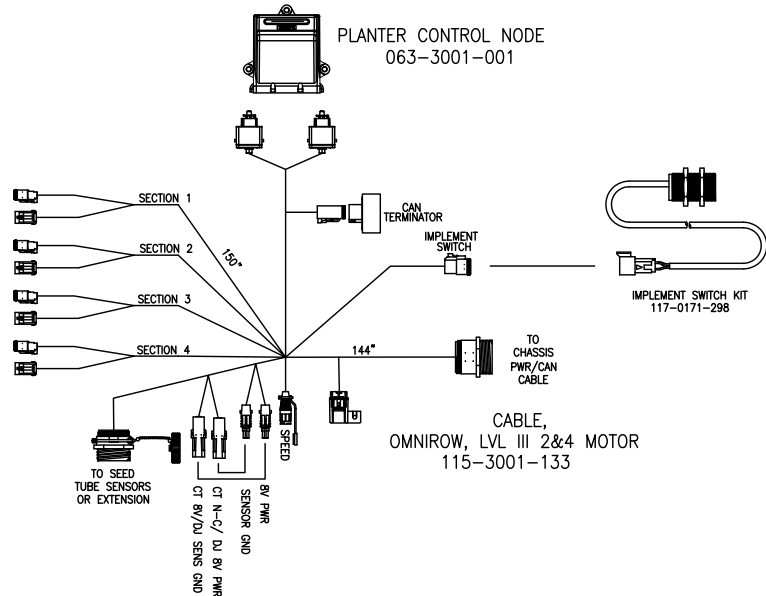 PLANTER CONTROL NODE
063-3001-001
SECTION 1
SECTION 2
SECTION 3
SECTION 4
150"
CAN
TERMINATOR
IMPLEMENT
SWITCH
IMPLEMENT SWITCH KIT
117-0171-298
144"
TO
CHASSIS
PWR/CAN
CABLE
CABLE,
OMNIROW, LVL III 2&4 MOTOR
115-3001-133
TO SEED
TUBE SENSORS
OR EXTENSION
CT 8V/DJ SENS GND
CT N-C/ DJ 8V PWR
SENSOR GND
8V PWR
SPEED